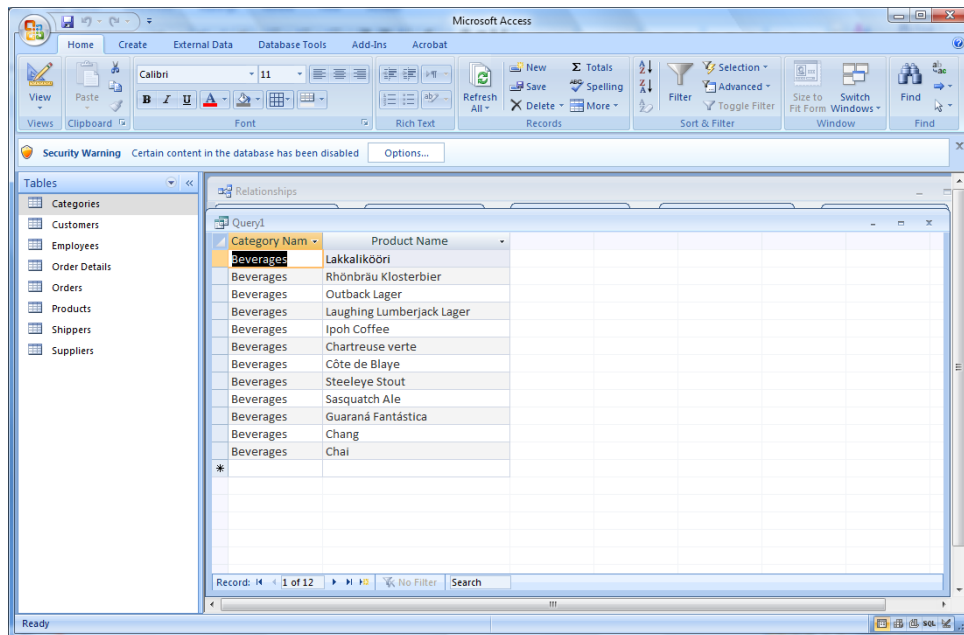 Microsoft Access
Home Create External Data Database Tools Add-Ins Acrobat
View
Views
Paste
Clipboard
Calibri 11
B I U A
Font
Rich Text
Refresh All
New
Save
Delete
Σ Totals
Spelling
More
Records
Filter
Selection
Advanced
Toggle Filter
Sort & Filter
Size to Fit Form
Switch Windows
Window
Find
Find
Security Warning Certain content in the database has been disabled Options...
Tables
Categories
Customers
Employees
Order Details
Orders
Products
Shippers
Suppliers
Relationships
Query1
Category Nam Product Name
Beverages Lakkalikööri
Beverages Rhönbräu Klosterbier
Beverages Outback Lager
Beverages Laughing Lumberjack Lager
Beverages Ipoh Coffee
Beverages Chartreuse verte
Beverages Côte de Blaye
Beverages Steeleye Stout
Beverages Sasquatch Ale
Beverages Guaraná Fantástica
Beverages Chang
Beverages Chai
Record: 1 of 12 No Filter Search
Ready SQL